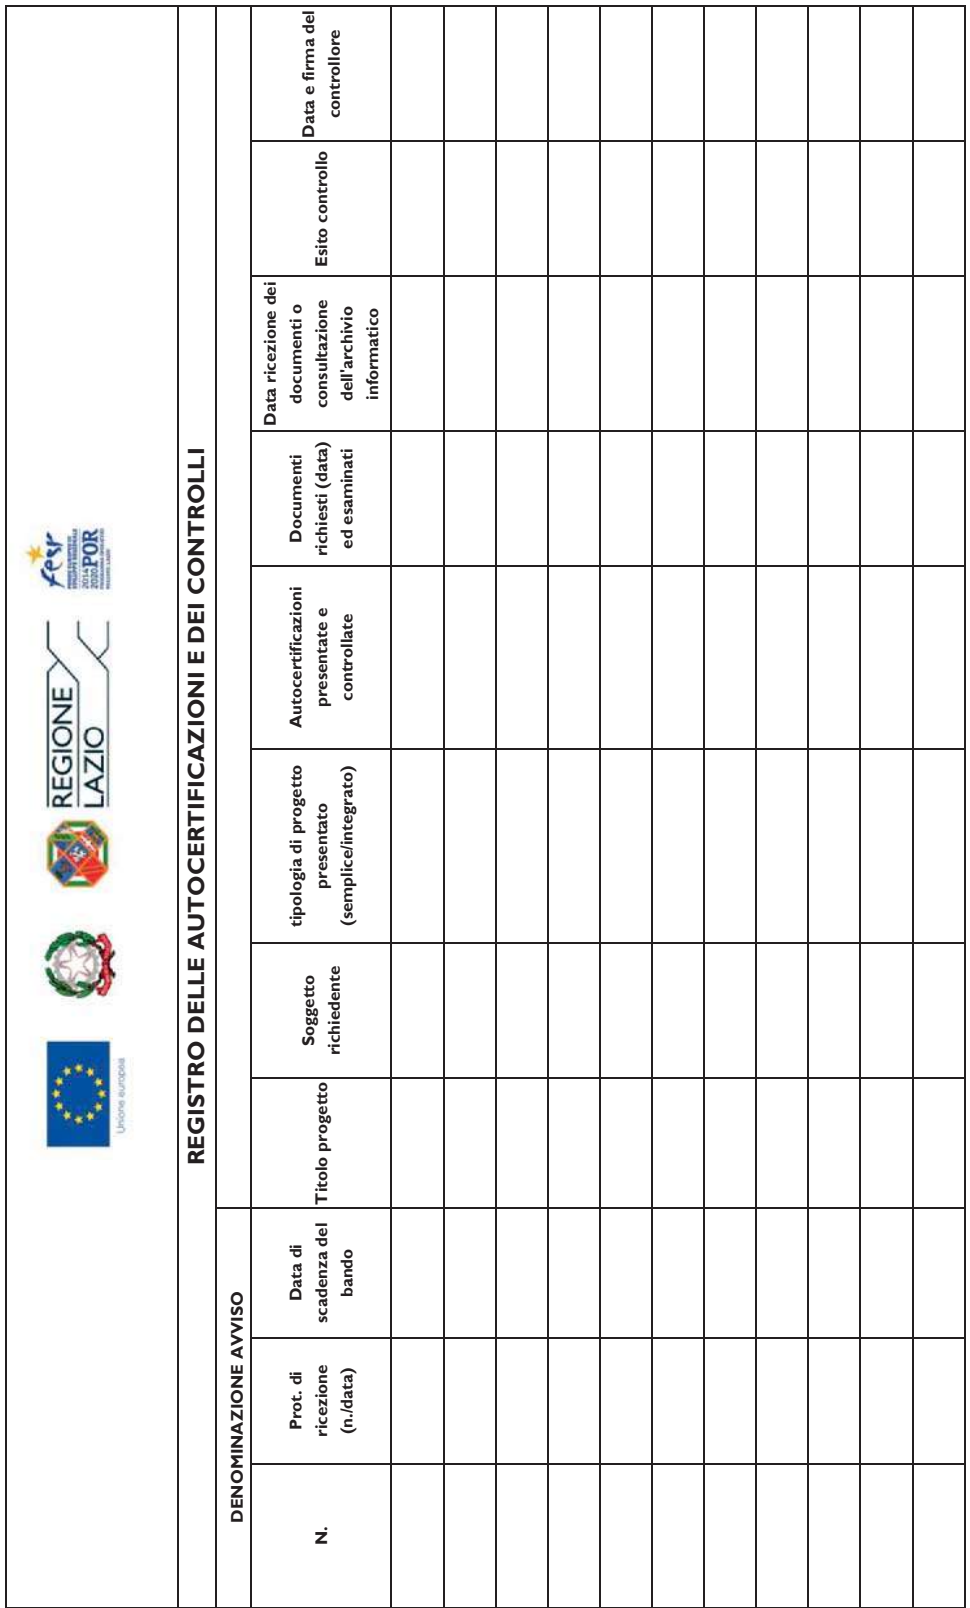 Unione europea
REGIONE
LAZIO
fesr
2014
2020 POR
REGISTRO DELLE AUTOCERTIFICAZIONI E DEI CONTROLLI
DENOMINAZIONE AVVISO
N.
Prot. di
ricezione
(n./data)
Data di
scadenza del
bando
Titolo progetto
Soggetto
richiedente
tipologia di progetto
presentato
(semplice/integrato)
Autocertificazioni
presentate e
controllate
Documenti
richiesti (data)
ed esaminati
Data ricezione dei
documenti o
consultazione
dell'archivio
informatico
Esito controllo
Data e firma del
controllore